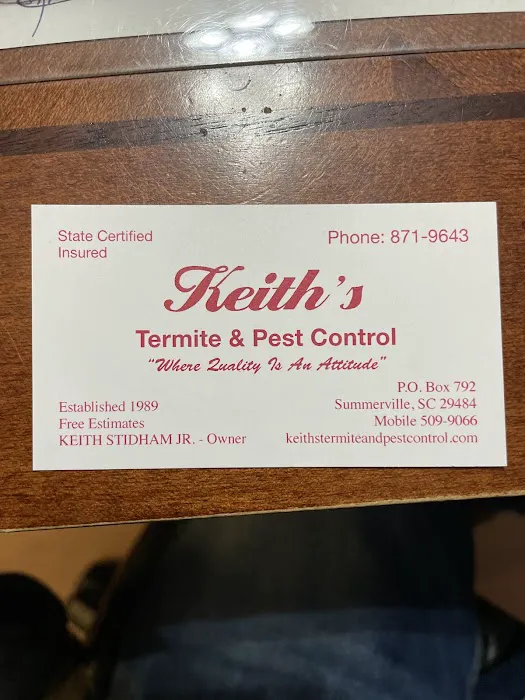 State Certified
Insured
Phone: 871-9643
Keith's
Termite & Pest Control
"Where Quality Is An Attitude"
Established 1989
Free Estimates
KEITH STIDHAM JR. - Owner
P.O. Box 792
Summerville, SC 29484
Mobile 509-9066
keithstermiteandpestcontrol.com